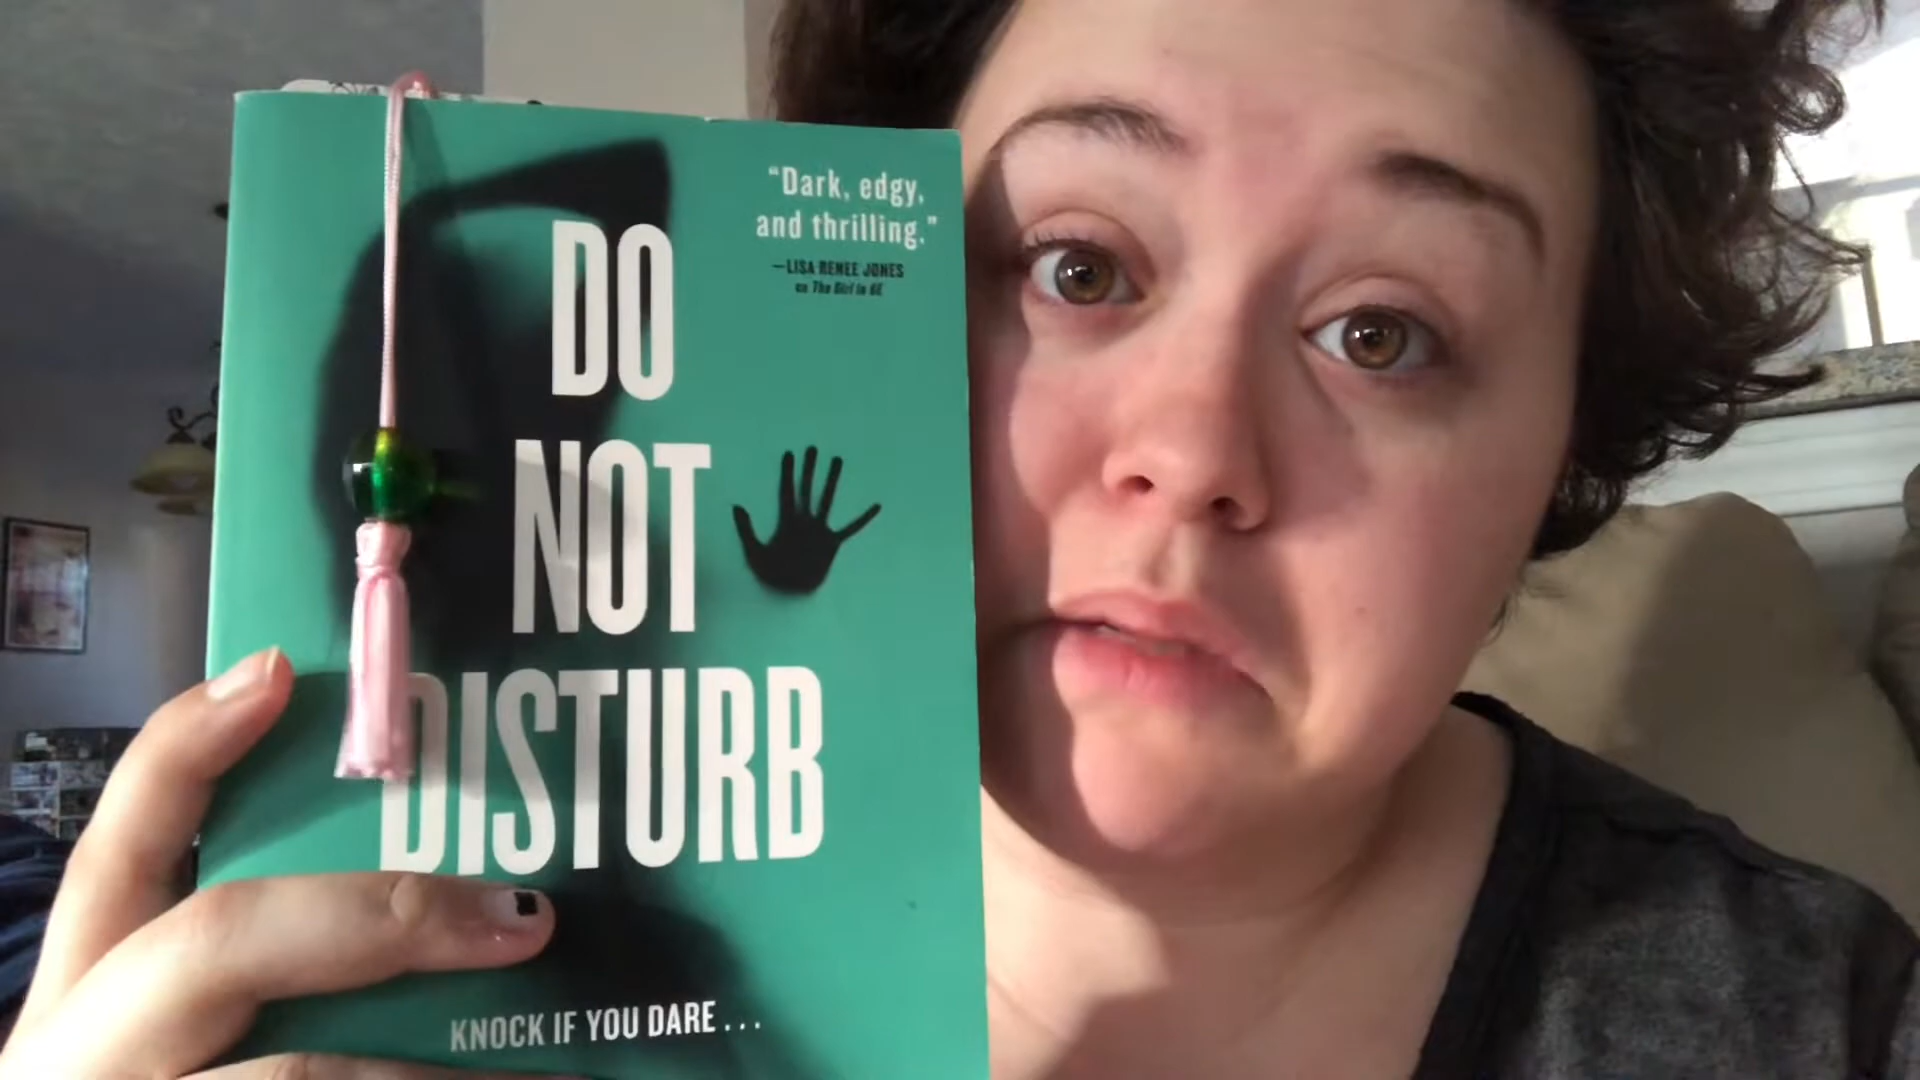 “Dark, edgy,
and thrilling.”
—LISA RENEE JONES
on The Girl in 6E
DO
NOT
DISTURB
KNOCK IF YOU DARE . . .